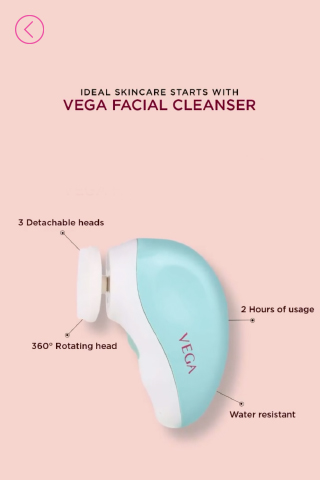 IDEAL SKINCARE STARTS WITH
VEGA FACIAL CLEANSER
3 Detachable heads
2 Hours of usage
360° Rotating head
VEGA
Water resistant